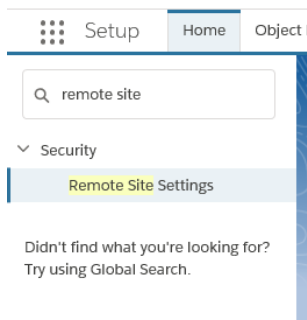 Setup Home Object
remote site
Security
Remote Site Settings
Didn't find what you're looking for?
Try using Global Search.